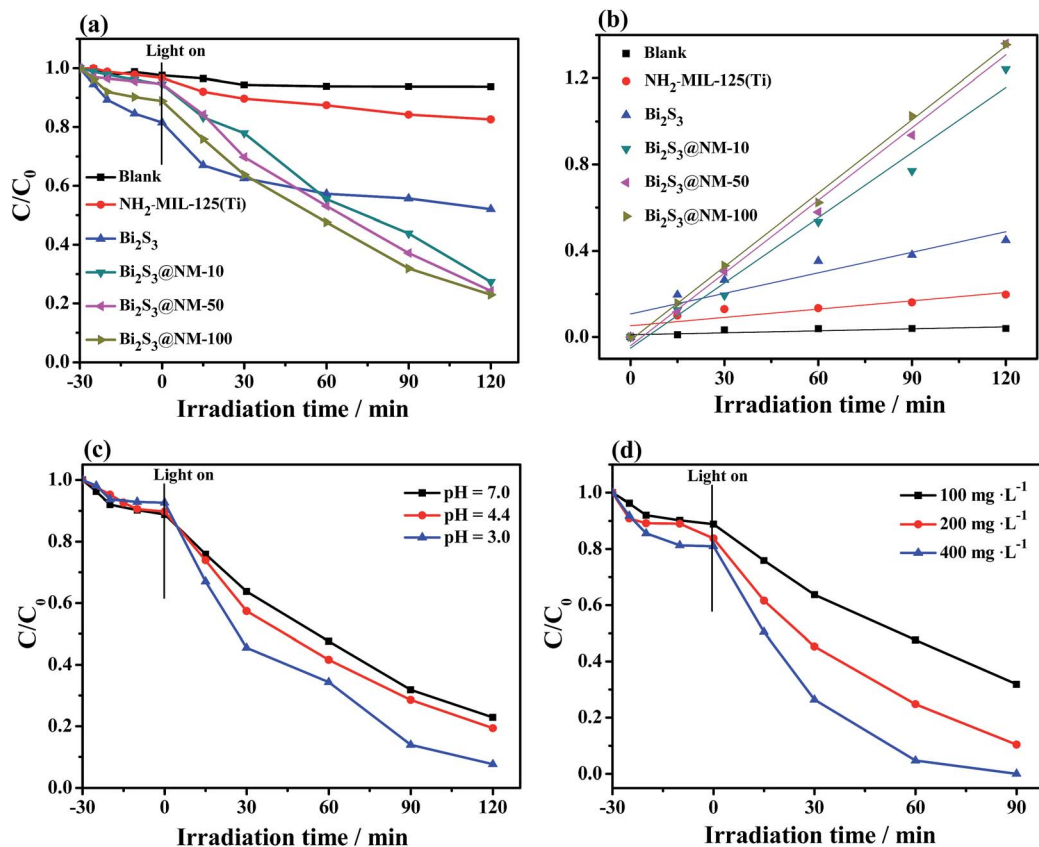 (a)
Light on
C/C₀
1.0
0.8
0.6
0.4
0.2
0.0
Blank
NH₂-MIL-125(Ti)
Bi₂S₃
Bi₂S₃@NM-10
Bi₂S₃@NM-50
Bi₂S₃@NM-100
-30 0 30 60 90 120
Irradiation time / min
(b)
1.2
0.8
0.4
0.0
Blank
NH₂-MIL-125(Ti)
Bi₂S₃
Bi₂S₃@NM-10
Bi₂S₃@NM-50
Bi₂S₃@NM-100
0 30 60 90 120
Irradiation time / min
(c)
Light on
C/C₀
1.0
0.8
0.6
0.4
0.2
0.0
pH = 7.0
pH = 4.4
pH = 3.0
-30 0 30 60 90 120
Irradiation time / min
(d)
Light on
C/C₀
1.0
0.8
0.6
0.4
0.2
0.0
100 mg ·L⁻¹
200 mg ·L⁻¹
400 mg ·L⁻¹
-30 0 30 60 90
Irradiation time / min